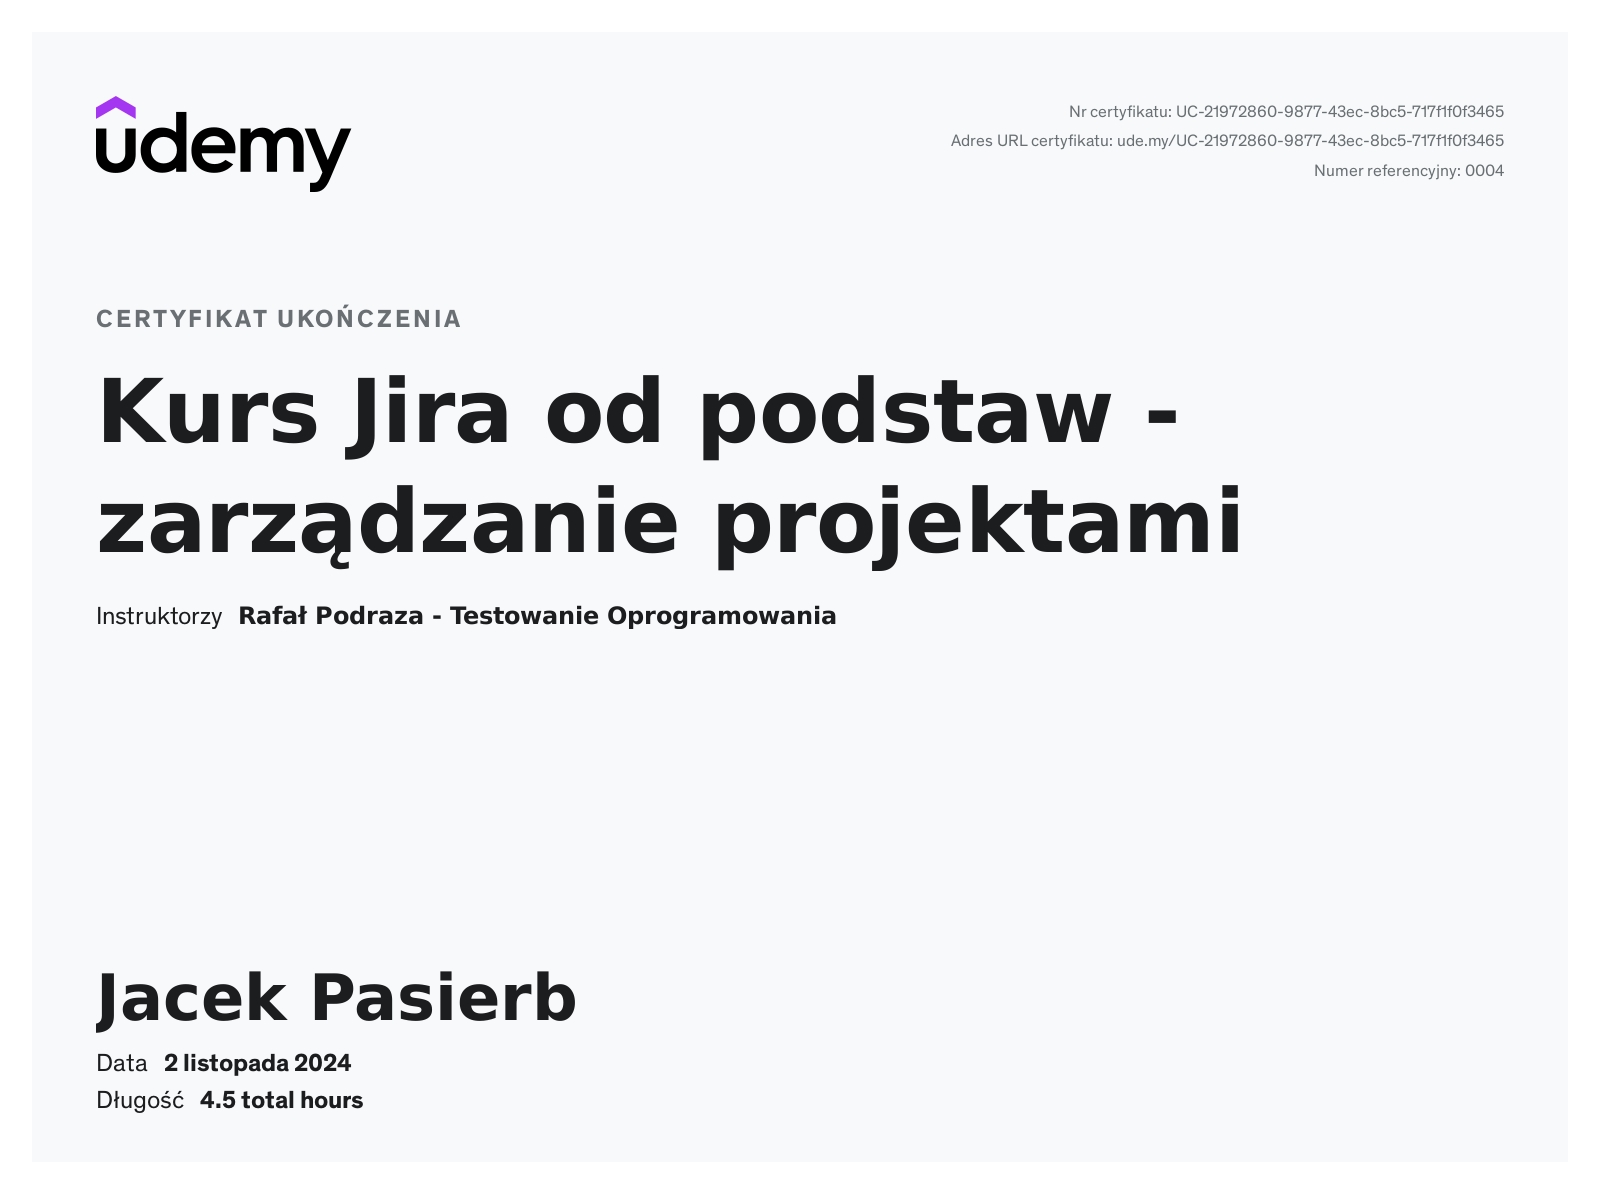 udemy
Nr certyfikatu: UC-21972860-9877-43ec-8bc5-717f1f0f3465
Adres URL certyfikatu: ude.my/UC-21972860-9877-43ec-8bc5-717f1f0f3465
Numer referencyjny: 0004
CERTYFIKAT UKOŃCZENIA
Kurs Jira od podstaw -
zarządzanie projektami
Instruktorzy Rafał Podraza - Testowanie Oprogramowania
Jacek Pasierb
Data 2 listopada 2024
Długość 4.5 total hours